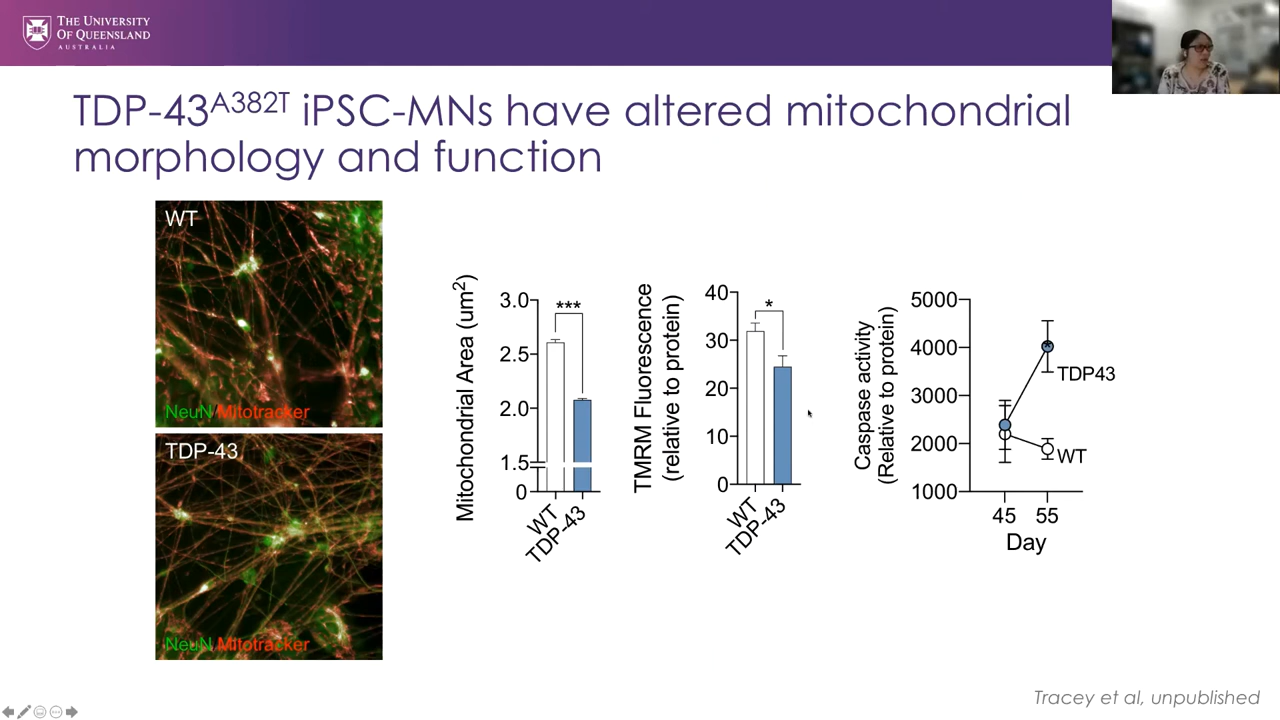 THE UNIVERSITY
OF QUEENSLAND
AUSTRALIA
TDP-43A382T iPSC-MNs have altered mitochondrial
morphology and function
WT
NeuN/Mitotracker
TDP-43
NeuN/Mitotracker
Mitochondrial Area (um2)
3.0
2.5
2.0
1.5
0
***
WT
TDP-43
TMRM Fluorescence
(relative to protein)
40
30
20
10
0
*
WT
TDP-43
Caspase activity
(Relative to protein)
5000
4000
3000
2000
1000
*
TDP43
WT
45 55
Day
Tracey et al, unpublished